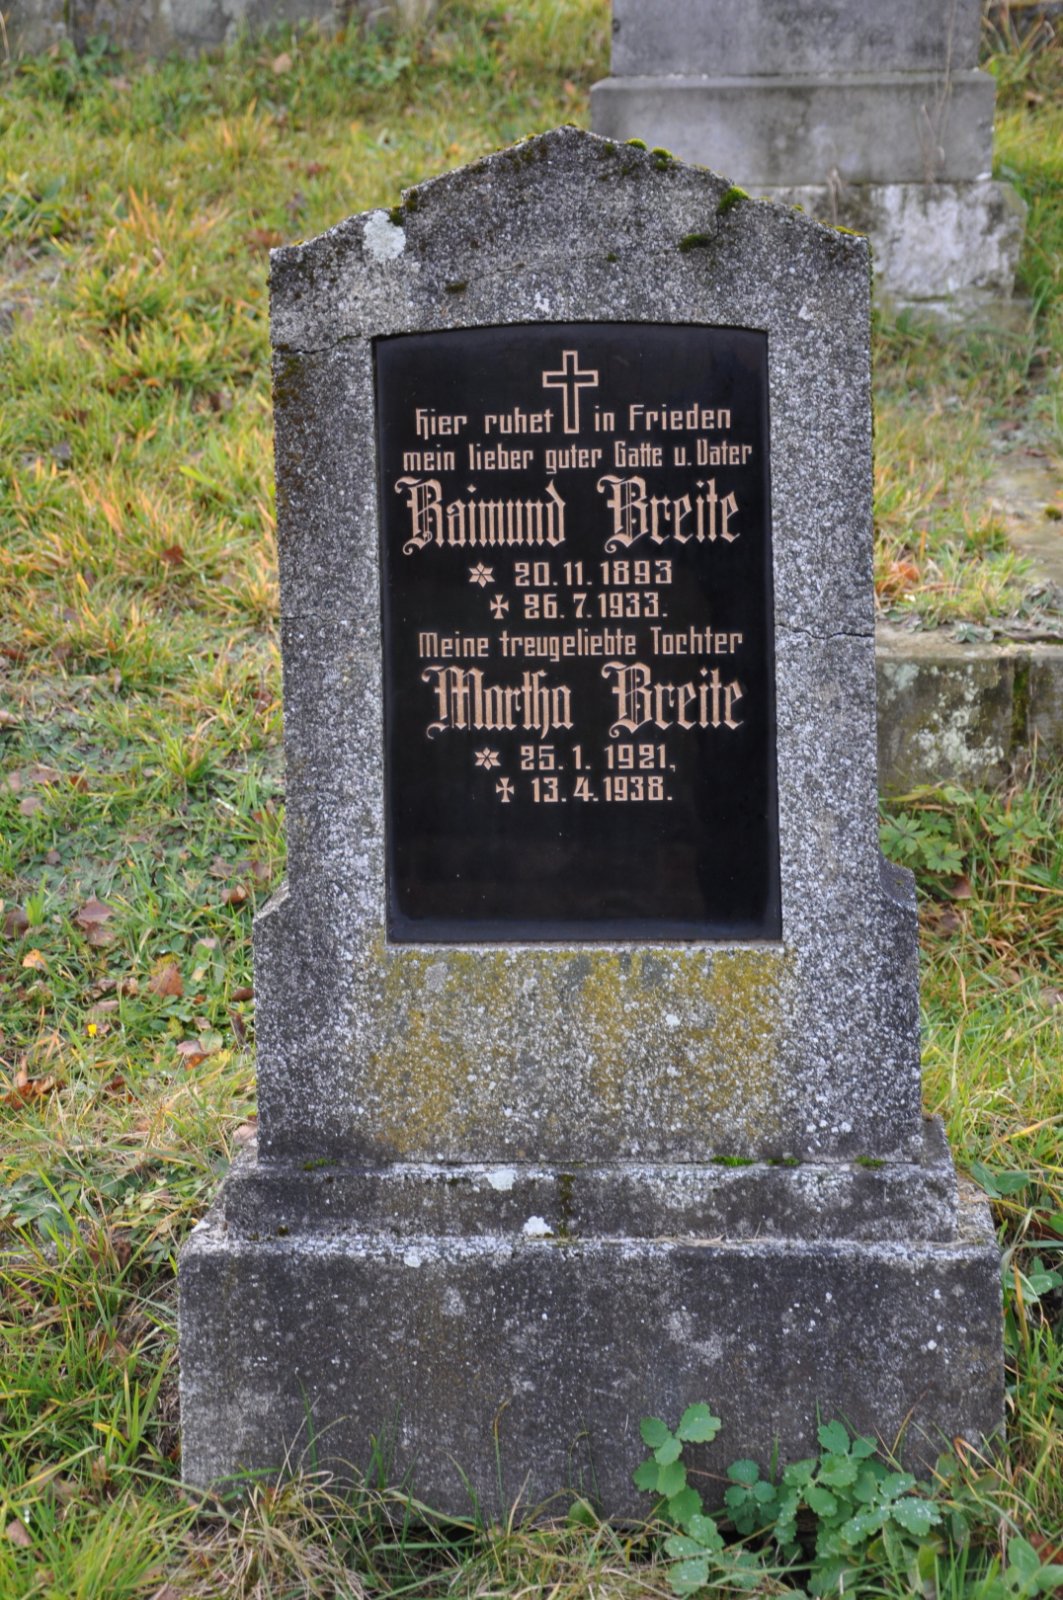 Hier ruhet in Frieden
mein lieber guter Gatte u. Vater
Raimund Breite
* 20. 11. 1893
✠ 26. 7. 1933.
Meine treugeliebte Tochter
Martha Breite
* 25. 1. 1921,
✠ 13. 4. 1938.